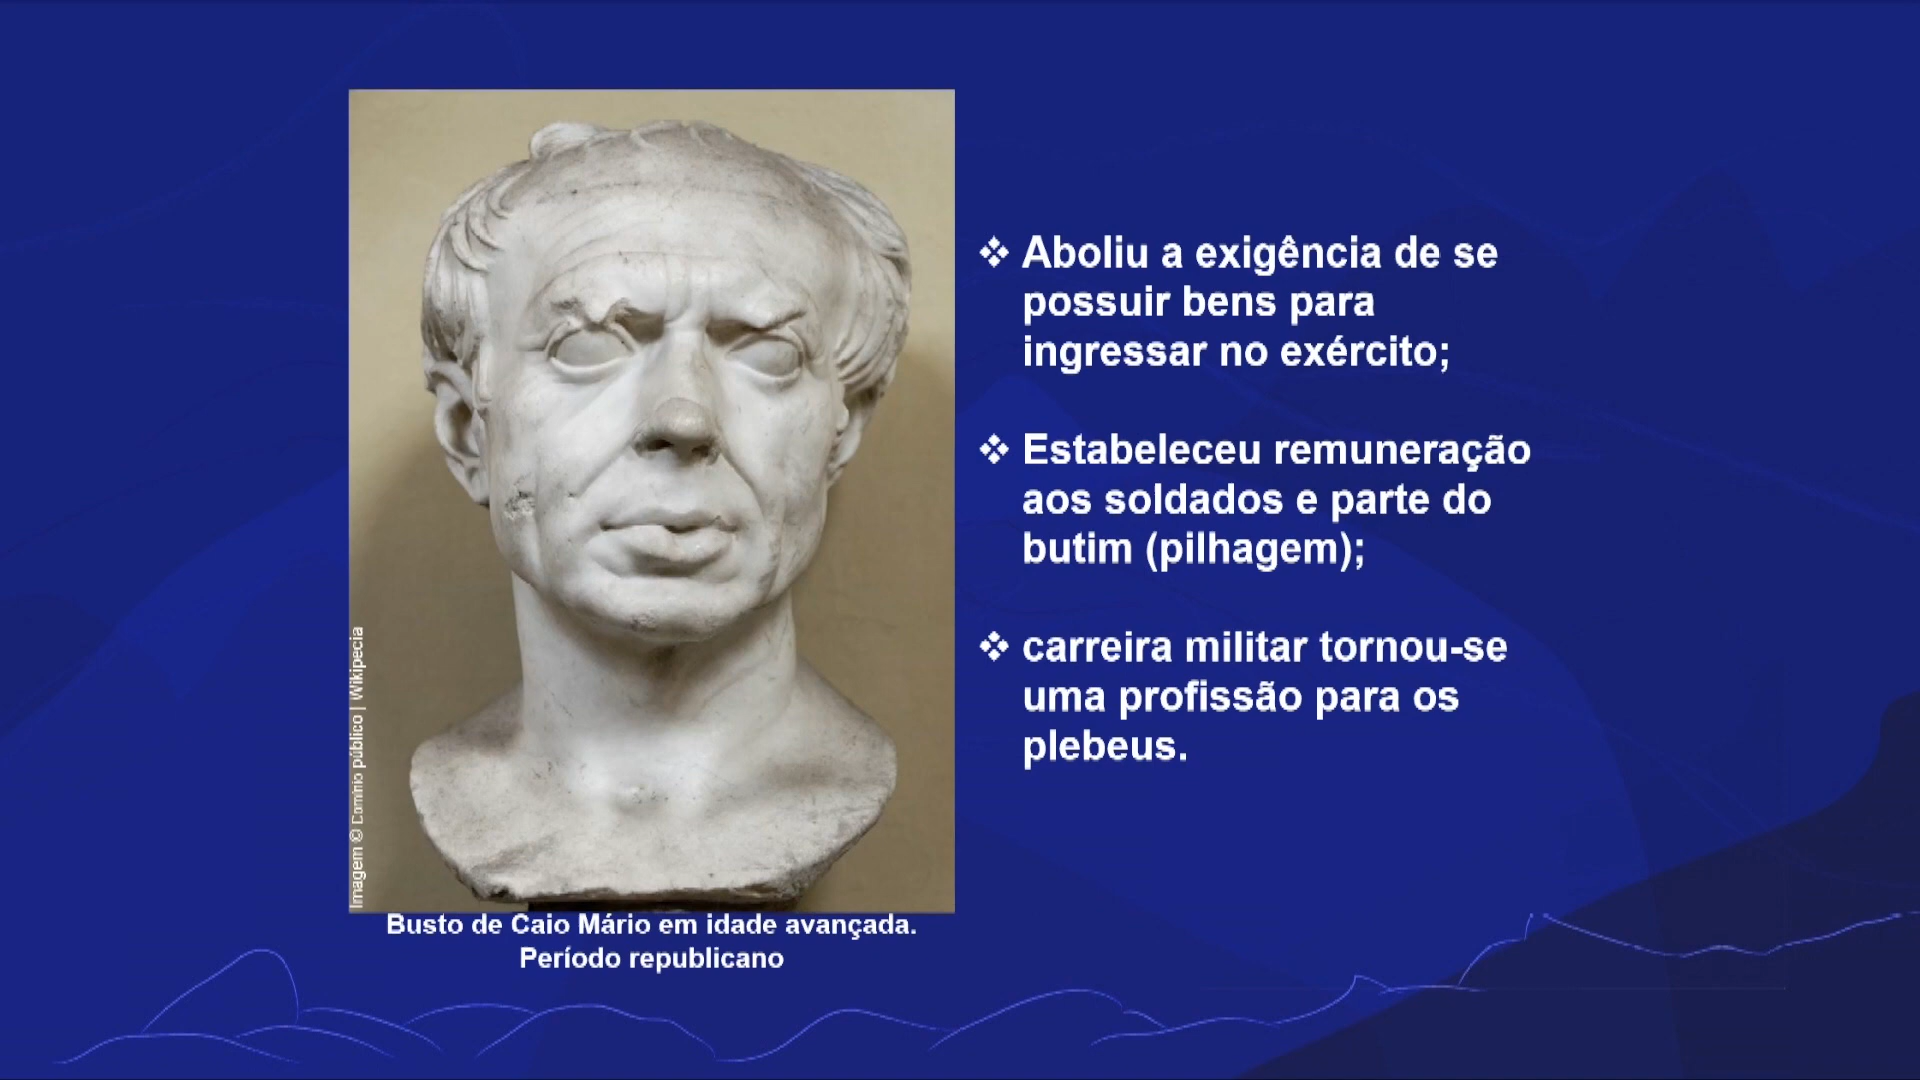 ❖ Aboliu a exigência de se
possuir bens para
ingressar no exército;
❖ Estabeleceu remuneração
aos soldados e parte do
butim (pilhagem);
❖ carreira militar tornou-se
uma profissão para os
plebeus.
Imagem © Domínio público | Wikipecia
Busto de Caio Mário em idade avançada.
Período republicano